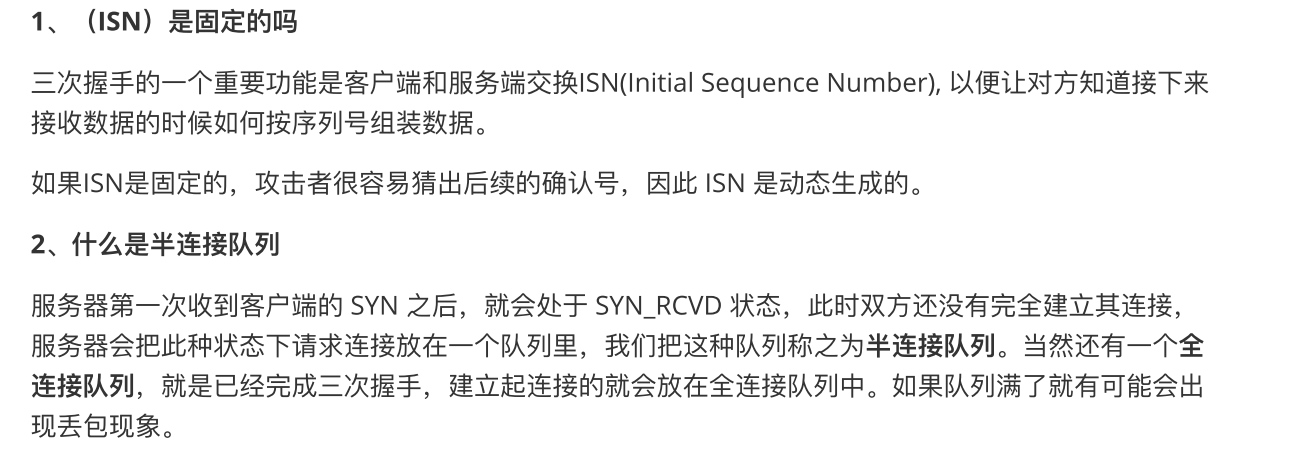 1、（ISN）是固定的吗
三次握手的一个重要功能是客户端和服务端交换ISN(Initial Sequence Number), 以便让对方知道接下来
接收数据的时候如何按序列号组装数据。
如果ISN是固定的，攻击者很容易猜出后续的确认号，因此 ISN 是动态生成的。
2、什么是半连接队列
服务器第一次收到客户端的 SYN 之后，就会处于 SYN_RCVD 状态，此时双方还没有完全建立其连接，
服务器会把此种状态下请求连接放在一个队列里，我们把这种队列称之为半连接队列。当然还有一个全
连接队列，就是已经完成三次握手，建立起连接的就会放在全连接队列中。如果队列满了就有可能会出
现丢包现象。